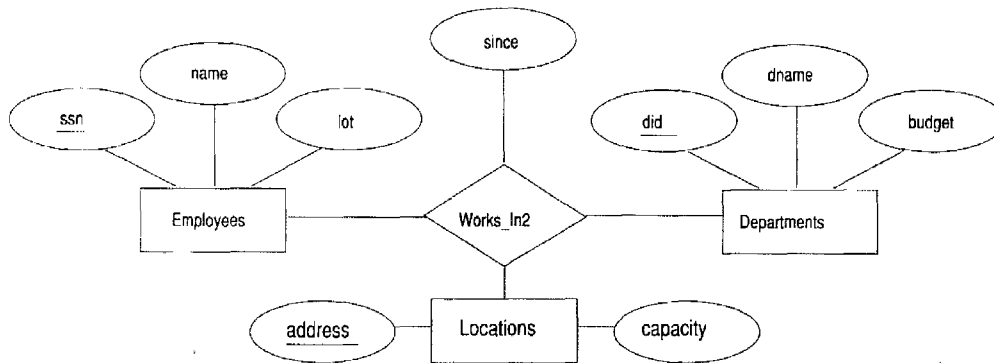 since
name
dname
ssn
lot
did
budget
Employees
Works_In2
Departments
address
Locations
capacity